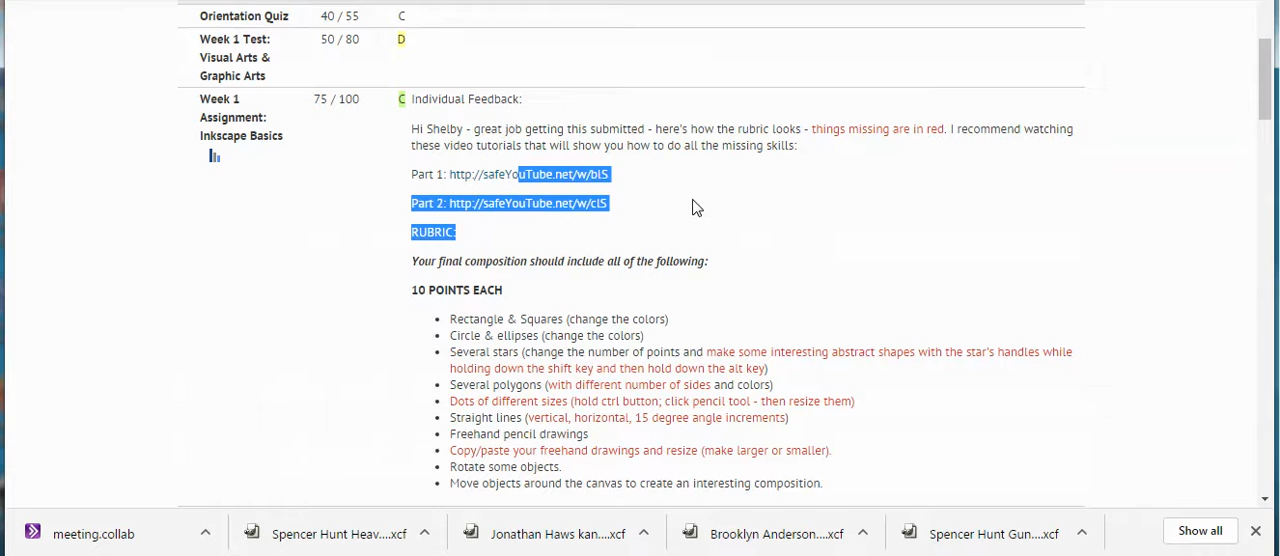 Orientation Quiz 40 / 55 C
Week 1 Test: 50 / 80 D
Visual Arts &
Graphic Arts
Week 1 75 / 100 C Individual Feedback:
Assignment:
Inkscape Basics
Hi Shelby - great job getting this submitted - here's how the rubric looks - things missing are in red. I recommend watching
these video tutorials that will show you how to do all the missing skills:
Part 1: http://safeYouTube.net/w/blS
Part 2: http://safeYouTube.net/w/clS
RUBRIC:
Your final composition should include all of the following:
10 POINTS EACH
• Rectangle & Squares (change the colors)
• Circle & ellipses (change the colors)
• Several stars (change the number of points and make some interesting abstract shapes with the star's handles while
holding down the shift key and then hold down the alt key)
• Several polygons (with different number of sides and colors)
• Dots of different sizes (hold ctrl button; click pencil tool - then resize them)
• Straight lines (vertical, horizontal, 15 degree angle increments)
• Freehand pencil drawings
• Copy/paste your freehand drawings and resize (make larger or smaller).
• Rotate some objects.
• Move objects around the canvas to create an interesting composition.
meeting.collab Spencer Hunt Heav....xcf Jonathan Haws kan....xcf Brooklyn Anderson....xcf Spencer Hunt Gun....xcf Show all